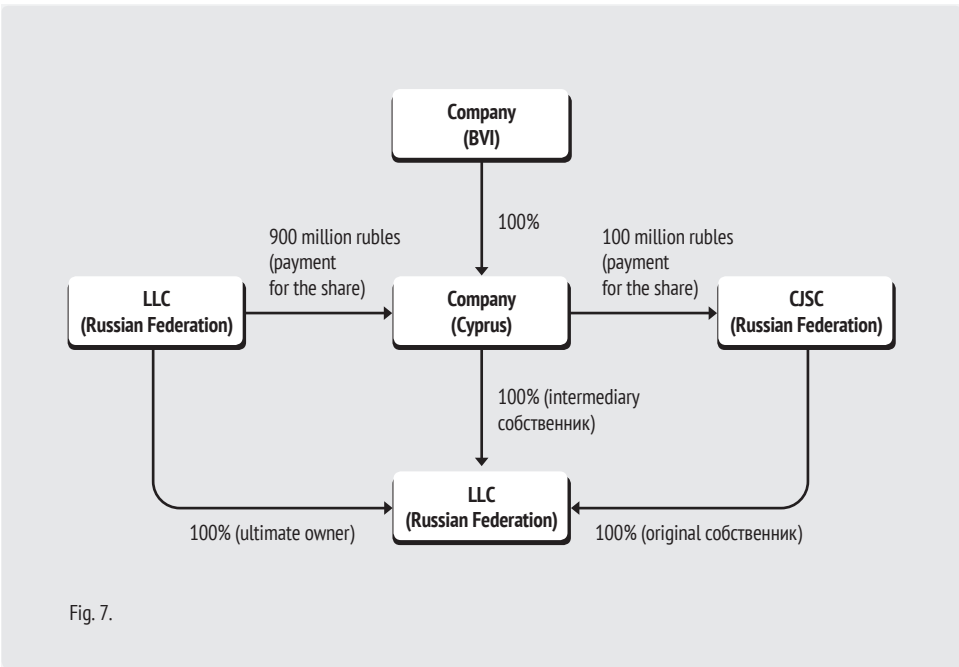 Company
(BVI)
100%
900 million rubles
(payment
for the share)
100 million rubles
(payment
for the share)
LLC
(Russian Federation)
Company
(Cyprus)
CJSC
(Russian Federation)
100% (intermediary
собственник)
LLC
(Russian Federation)
100% (ultimate owner)
100% (original собственник)
Fig. 7.